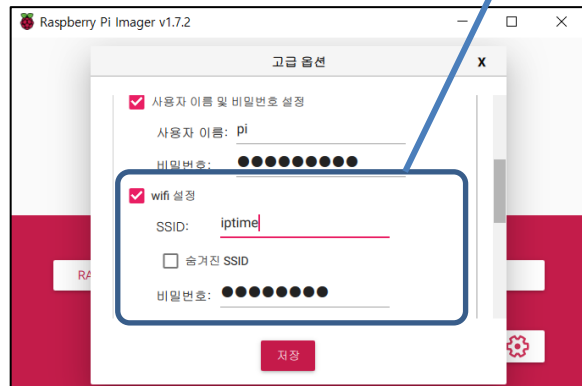 Raspberry Pi Imager v1.7.2
고급 옵션 X
사용자 이름 및 비밀번호 설정
사용자 이름: pi
비밀번호: ●●●●●●●●●
wifi 설정
SSID: iptime
숨겨진 SSID
비밀번호: ●●●●●●●●
RA
저장